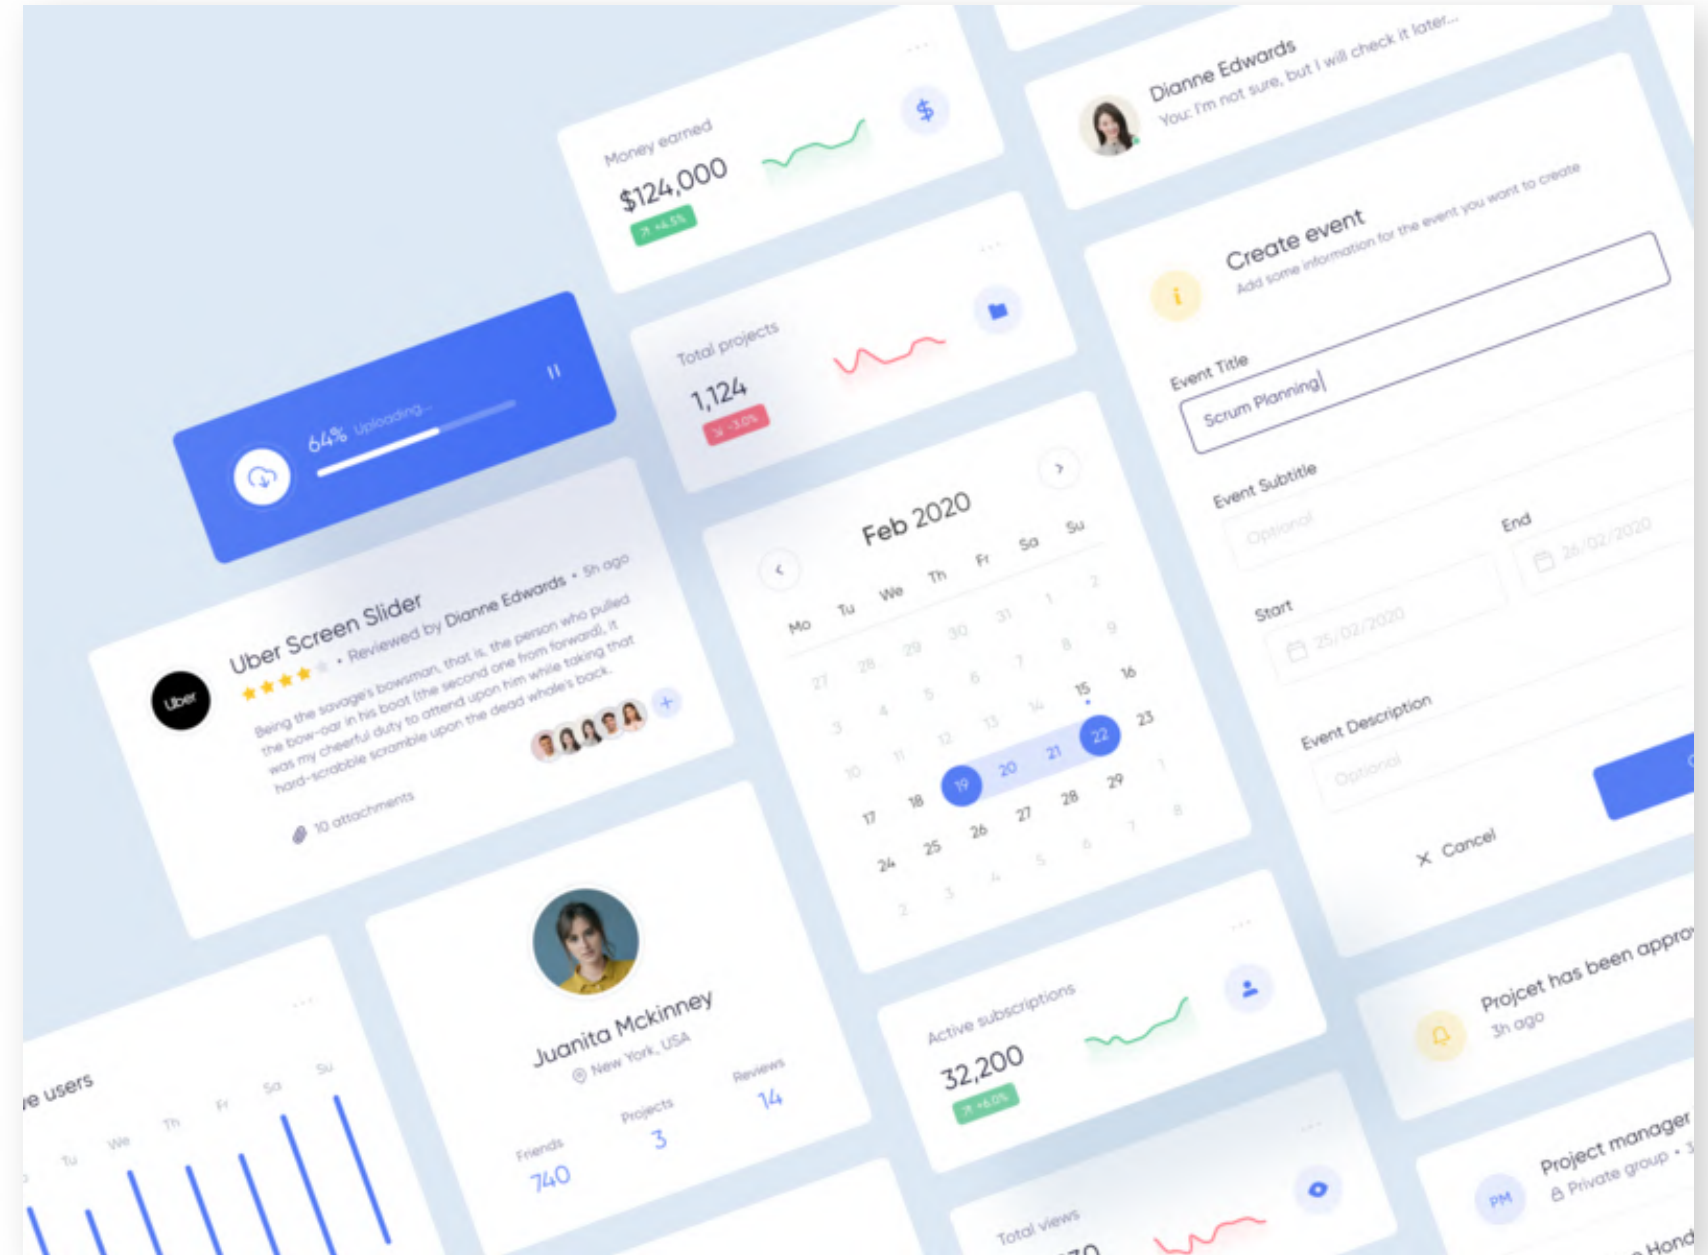 Money earned
$124,000
+4.5%
Total projects
1,124
-3.0%
64% Uploading...
Uber
Uber Screen Slider
• Reviewed by Dianne Edwards • 5h ago
Being the savage's bowsman, that is, the person who pulled
the bow-oar in his boat (the second one from forward), it
was my cheerful duty to attend upon him while taking that
hard-scrabble scramble upon the dead whale's back.
10 attachments
Feb 2020
Mo Tu We Th Fr Sa Su
27 28 29 30 31 1 2
3 4 5 6 7 8 9
10 11 12 13 14 15 16
17 18 19 20 21 22 23
24 25 26 27 28 29 1
2 3 4 5 6 7 8
Dianne Edwards
You: I'm not sure, but I will check it later...
Create event
Add some information for the event you want to create
Event Title
Scrum Planning
Event Subtitle
Optional
Start
25/02/2020
End
26/02/2020
Event Description
Optional
Cancel
Juanita Mckinney
New York, USA
Friends
740
Projects
3
Reviews
14
users
Tu We Th Fr Sa Su
Active subscriptions
32,200
+6.0%
Total views
Projcet has been
3h ago
PM
Project manager
Private group • 3